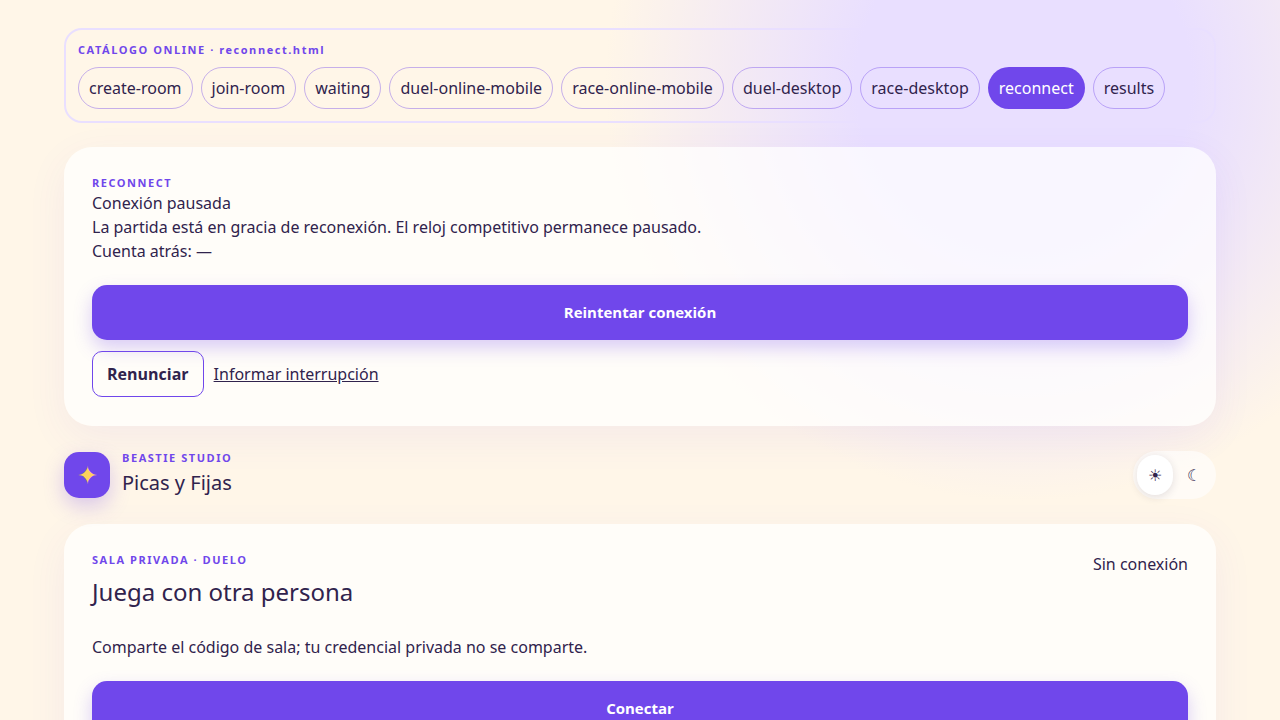 CATÁLOGO ONLINE · reconnect.html
create-room join-room waiting duel-online-mobile race-online-mobile duel-desktop race-desktop reconnect results
RECONNECT
Conexión pausada
La partida está en gracia de reconexión. El reloj competitivo permanece pausado.
Cuenta atrás: —
Reintentar conexión
Renunciar Informar interrupción
BEASTIE STUDIO
Picas y Fijas
SALA PRIVADA · DUELO
Sin conexión
Juega con otra persona
Comparte el código de sala; tu credencial privada no se comparte.
Conectar